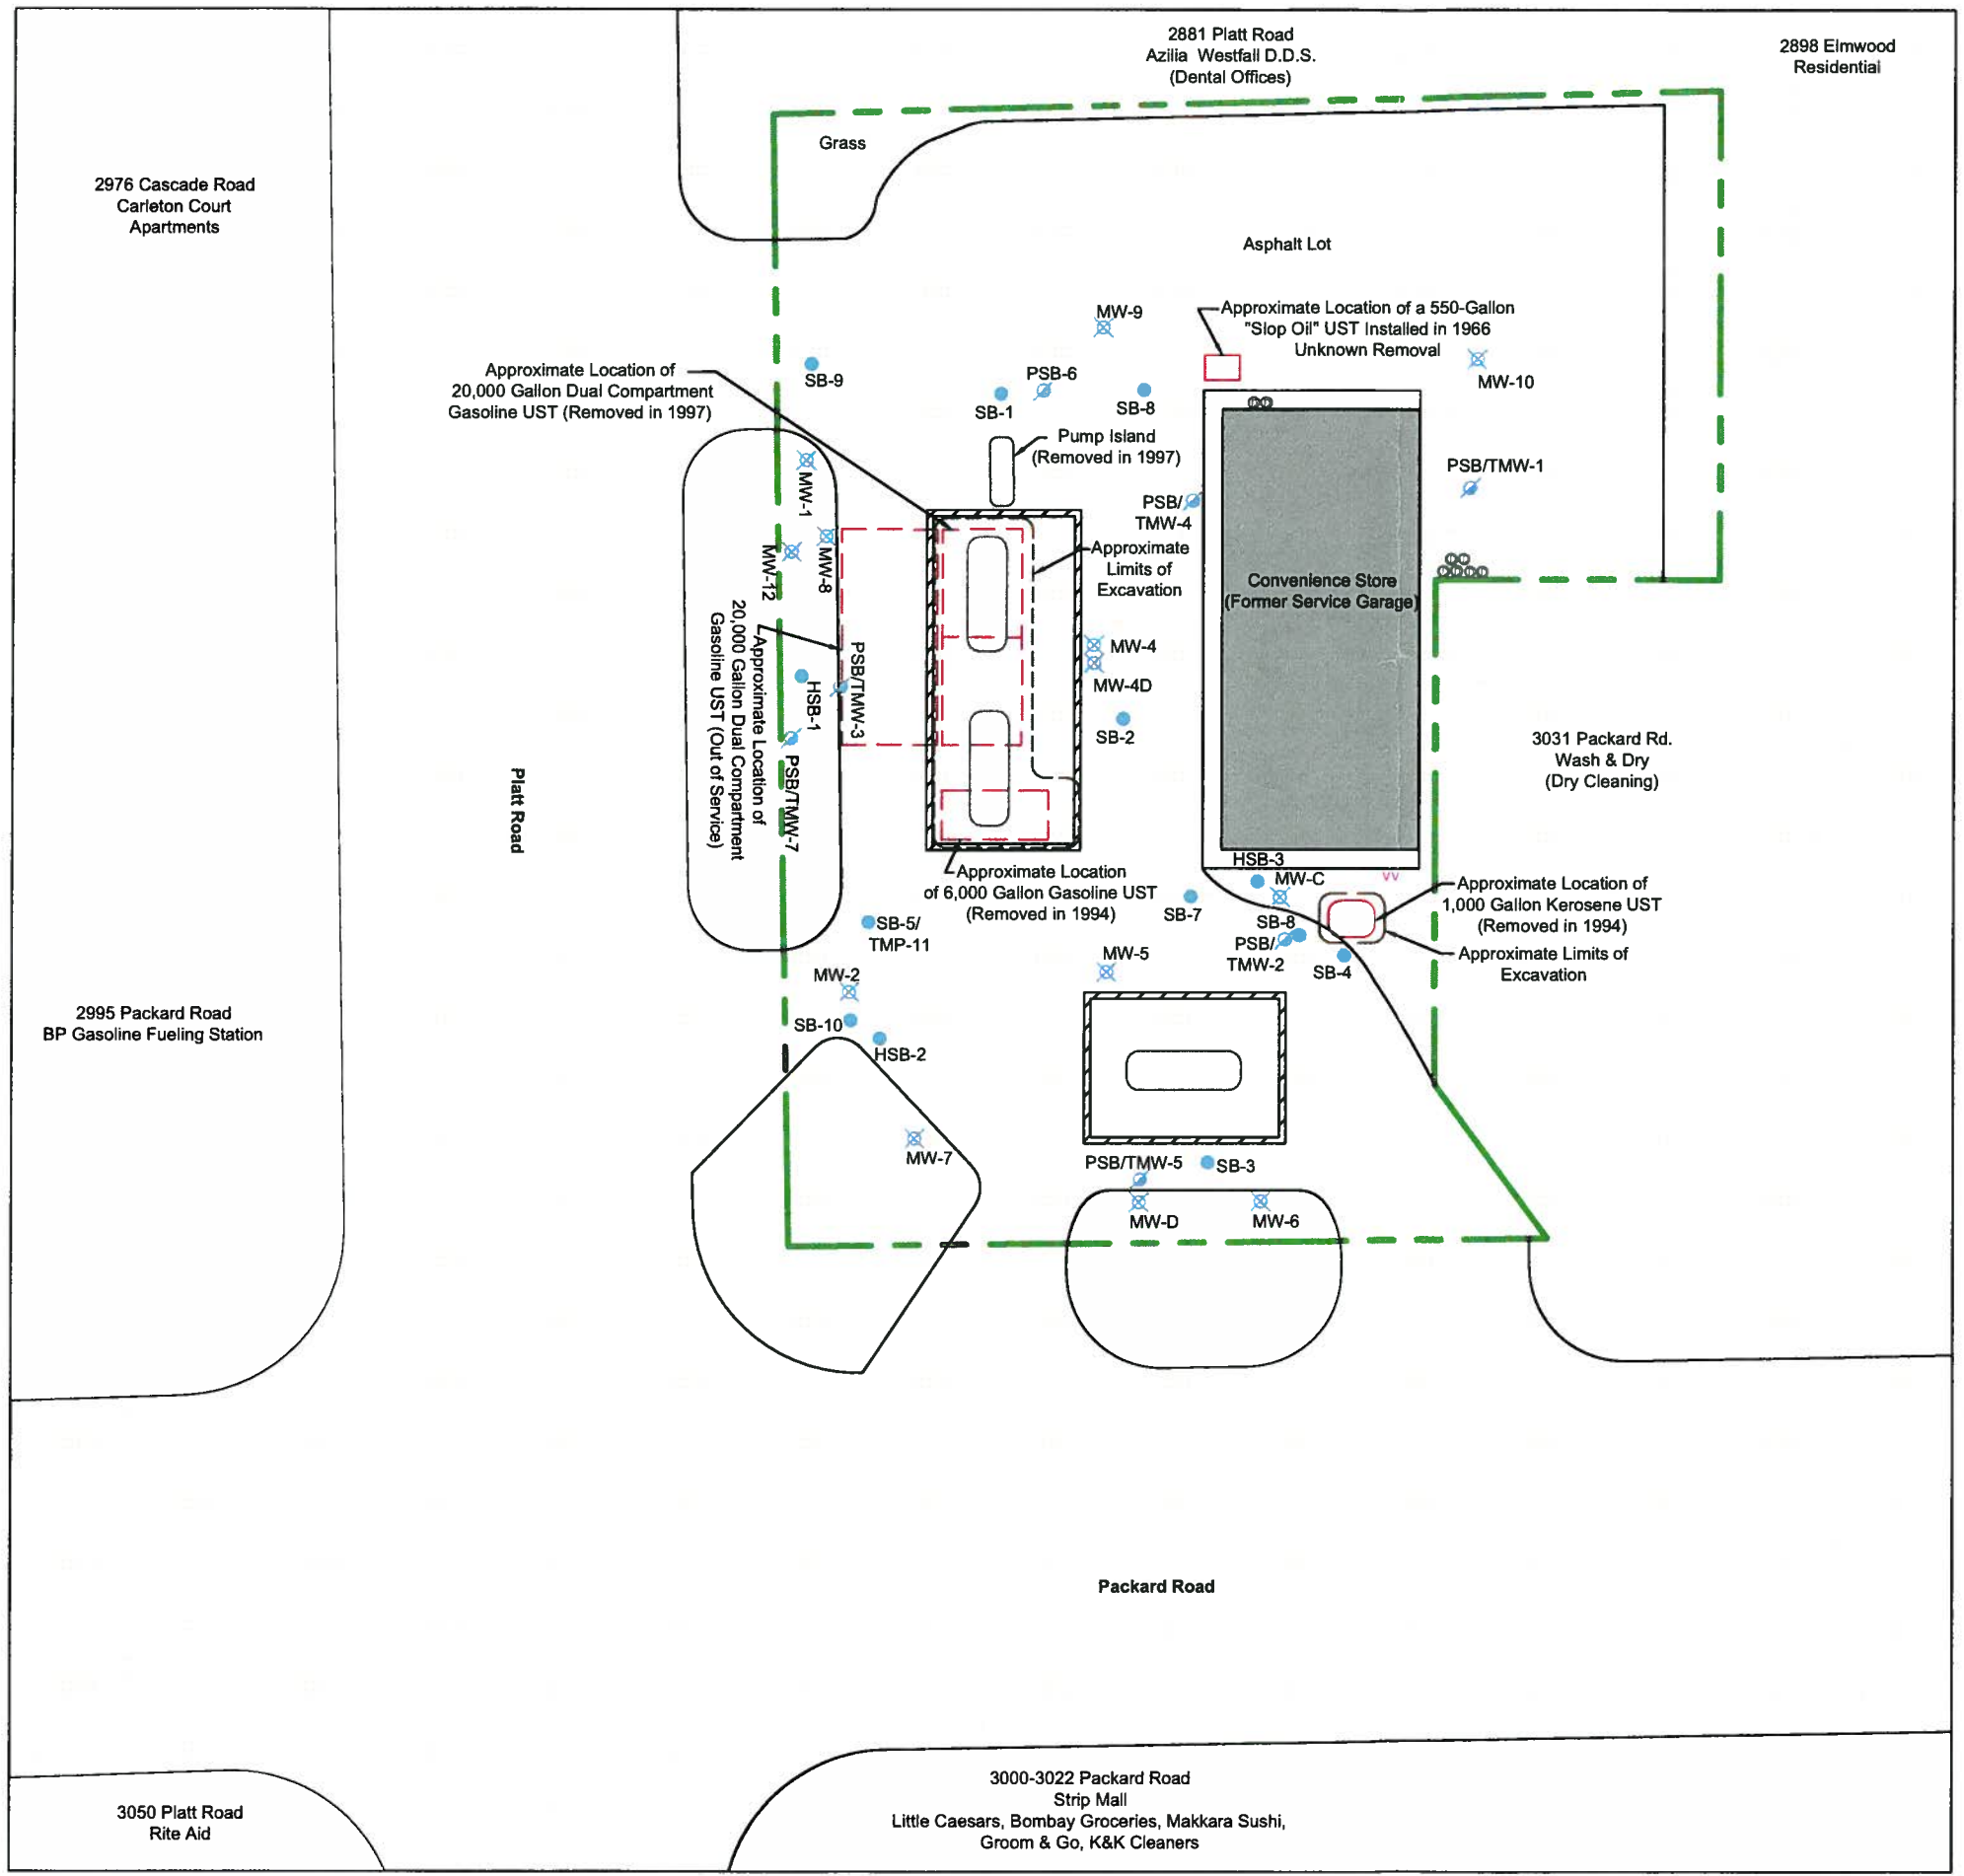 2881 Platt Road
Azilia Westfall D.D.S.
(Dental Offices)
2898 Elmwood
Residential
Grass
2976 Cascade Road
Carleton Court
Apartments
Asphalt Lot
MW-9
Approximate Location of a 550-Gallon
"Slop Oil" UST Installed in 1966
Unknown Removal
MW-10
Approximate Location of
20,000 Gallon Dual Compartment
Gasoline UST (Removed in 1997)
SB-9
PSB-6
SB-1
SB-8
Pump Island
(Removed in 1997)
PSB/TMW-1
MW-1
PSB/
TMW-4
MW-12
MW-8
Approximate
Limits of
Excavation
Convenience Store
(Former Service Garage)
Approximate Location of
20,000 Gallon Dual Compartment
Gasoline UST (Out of Service)
PSB/TMW-3
HSB-1
MW-4
MW-4D
SB-2
PSB/TMW-7
Platt Road
3031 Packard Rd.
Wash & Dry
(Dry Cleaning)
HSB-3
MW-C
Approximate Location
of 6,000 Gallon Gasoline UST
(Removed in 1994)
SB-7
SB-8
PSB/
TMW-2
SB-4
Approximate Location of
1,000 Gallon Kerosene UST
(Removed in 1994)
Approximate Limits of
Excavation
SB-5/
TMP-11
MW-5
MW-2
SB-10
HSB-2
2995 Packard Road
BP Gasoline Fueling Station
MW-7
PSB/TMW-5
SB-3
MW-D
MW-6
Packard Road
3000-3022 Packard Road
Strip Mall
Little Caesars, Bombay Groceries, Makkara Sushi,
Groom & Go, K&K Cleaners
3050 Platt Road
Rite Aid